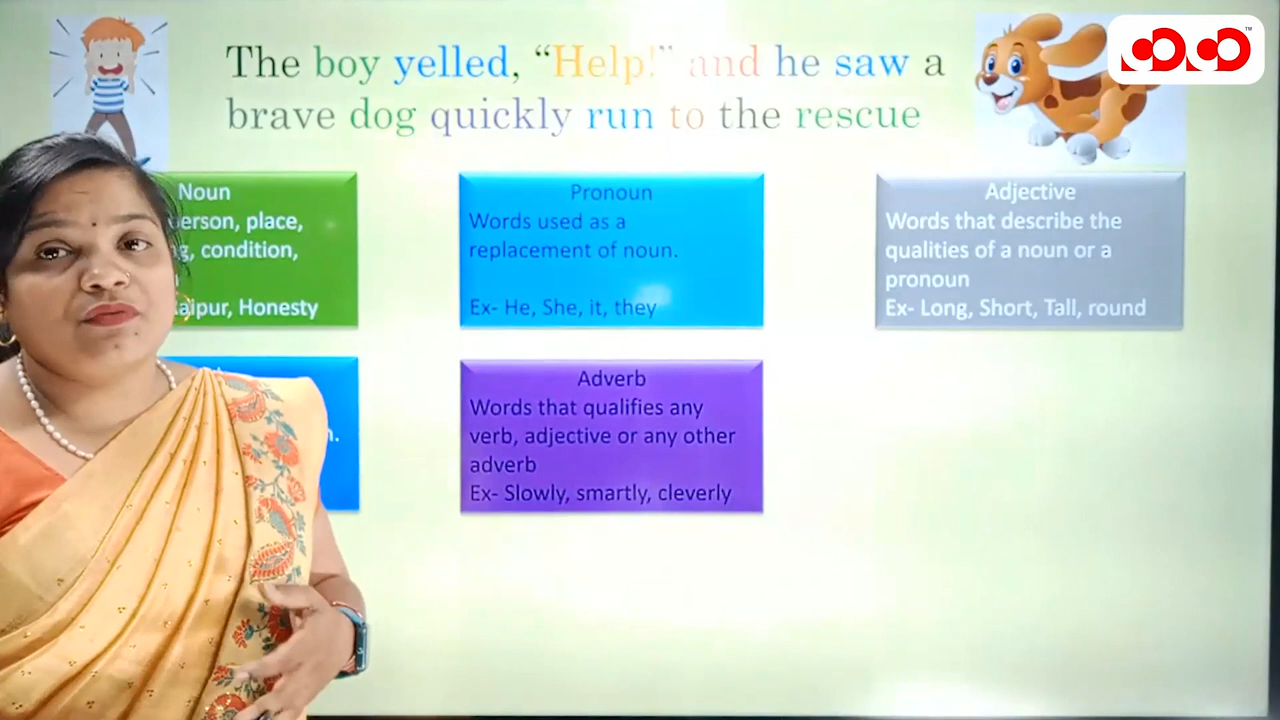 The boy yelled, “Help!” and he saw a
brave dog quickly run to the rescue
Noun
person, place,
condition,
Honesty
Pronoun
Words used as a
replacement of noun.
Ex- He, She, it, they
Adjective
Words that describe the
qualities of a noun or a
pronoun
Ex- Long, Short, Tall, round
Adverb
Words that qualifies any
verb, adjective or any other
adverb
Ex- Slowly, smartly, cleverly